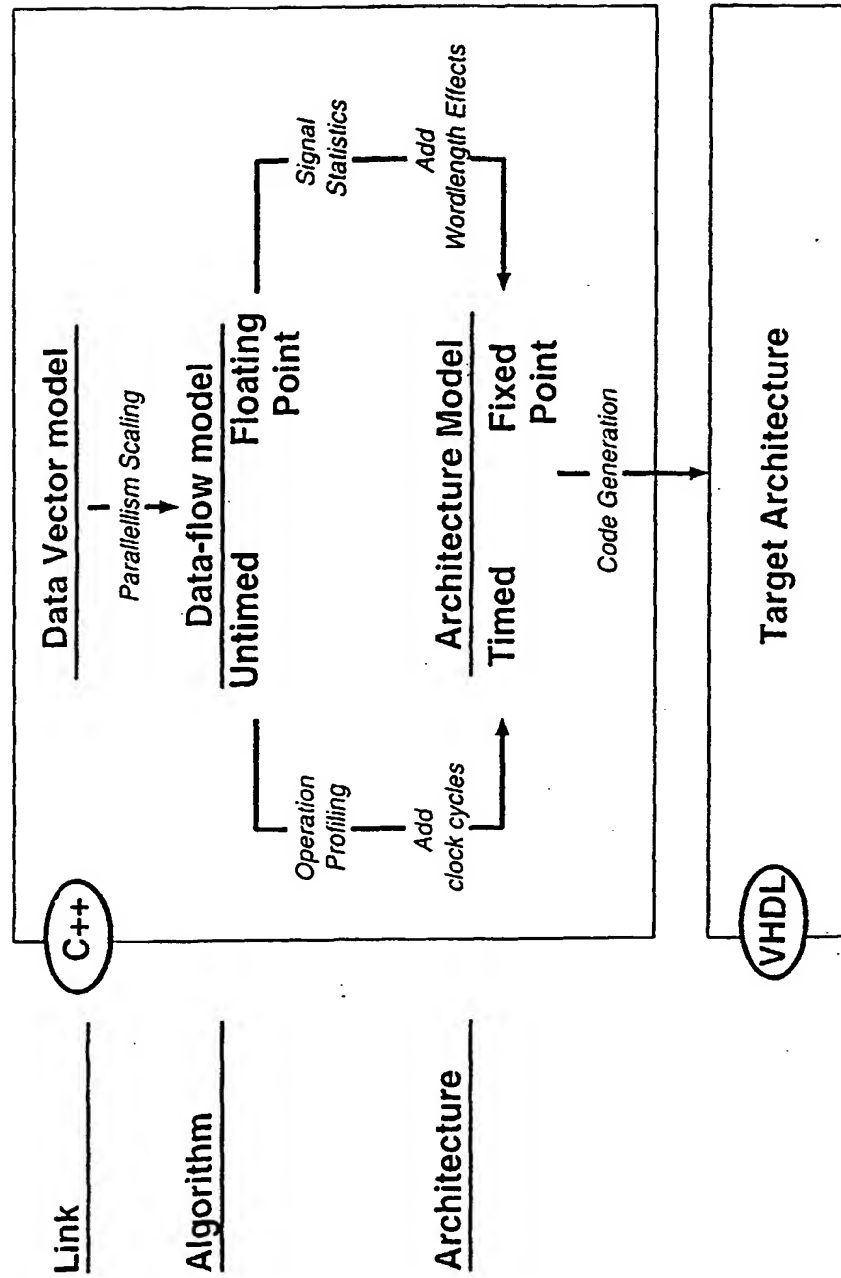 Link
C++
Data Vector model
Parallellism Scaling
Algorithm
Data-flow model
Untimed
Floating
Point
Operation
Profiling
Signal
Statistics
Add
clock cycles
Add
Wordlength Effects
Architecture
Architecture Model
Timed
Fixed
Point
Code Generation
VHDL
Target Architecture